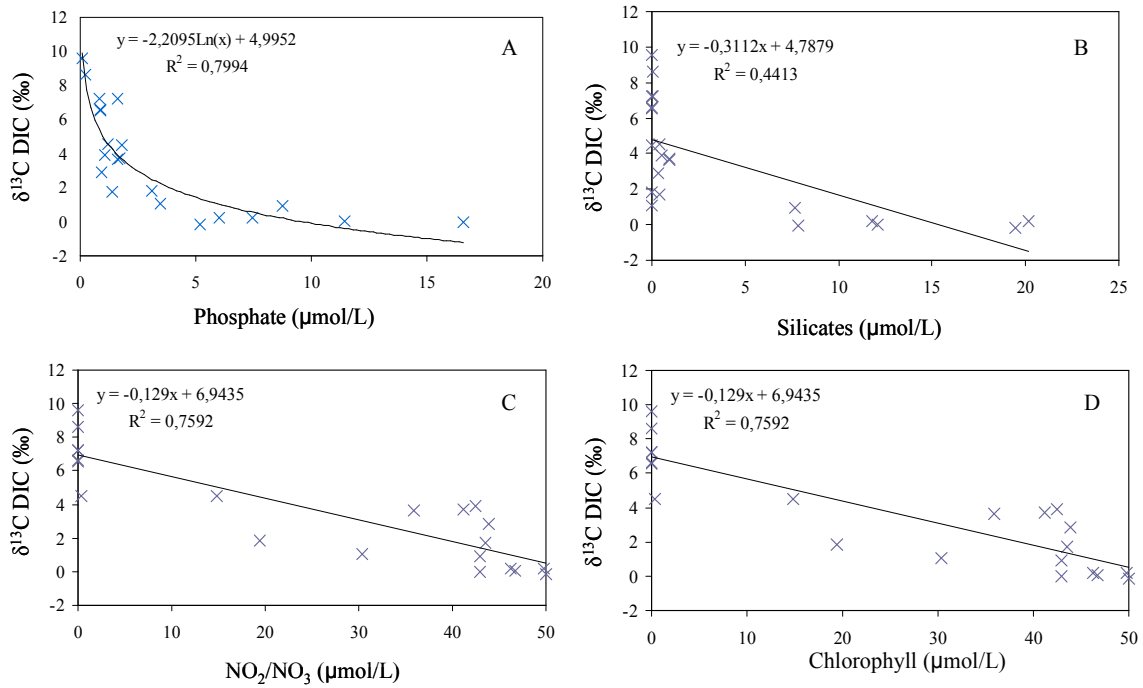 A
y = -2,2095Ln(x) + 4,9952
R² = 0,7994
δ¹³C DIC (‰)
12
10
8
6
4
2
0
-2
0 5 10 15 20
Phosphate (µmol/L)
B
y = -0,3112x + 4,7879
R² = 0,4413
δ¹³C DIC (‰)
12
10
8
6
4
2
0
-2
0 5 10 15 20 25
Silicates (µmol/L)
C
y = -0,129x + 6,9435
R² = 0,7592
δ¹³C DIC (‰)
12
10
8
6
4
2
0
-2
0 10 20 30 40 50
NO₂/NO₃ (µmol/L)
D
y = -0,129x + 6,9435
R² = 0,7592
δ¹³C DIC (‰)
12
10
8
6
4
2
0
-2
0 10 20 30 40 50
Chlorophyll (µmol/L)